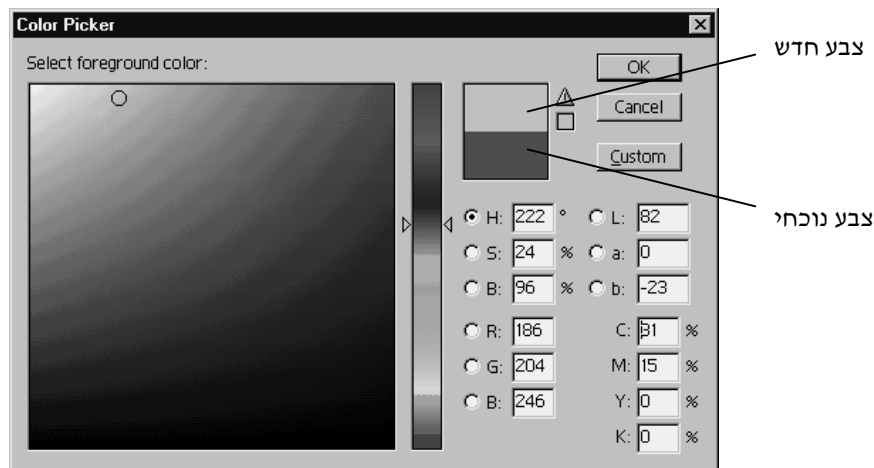 Color Picker
Select foreground color:
OK
Cancel
Custom
צבע חדש
צבע נוכחי
H: 222 °
S: 24 %
B: 96 %
R: 186
G: 204
B: 246
L: 82
a: 0
b: -23
C: 31 %
M: 15 %
Y: 0 %
K: 0 %